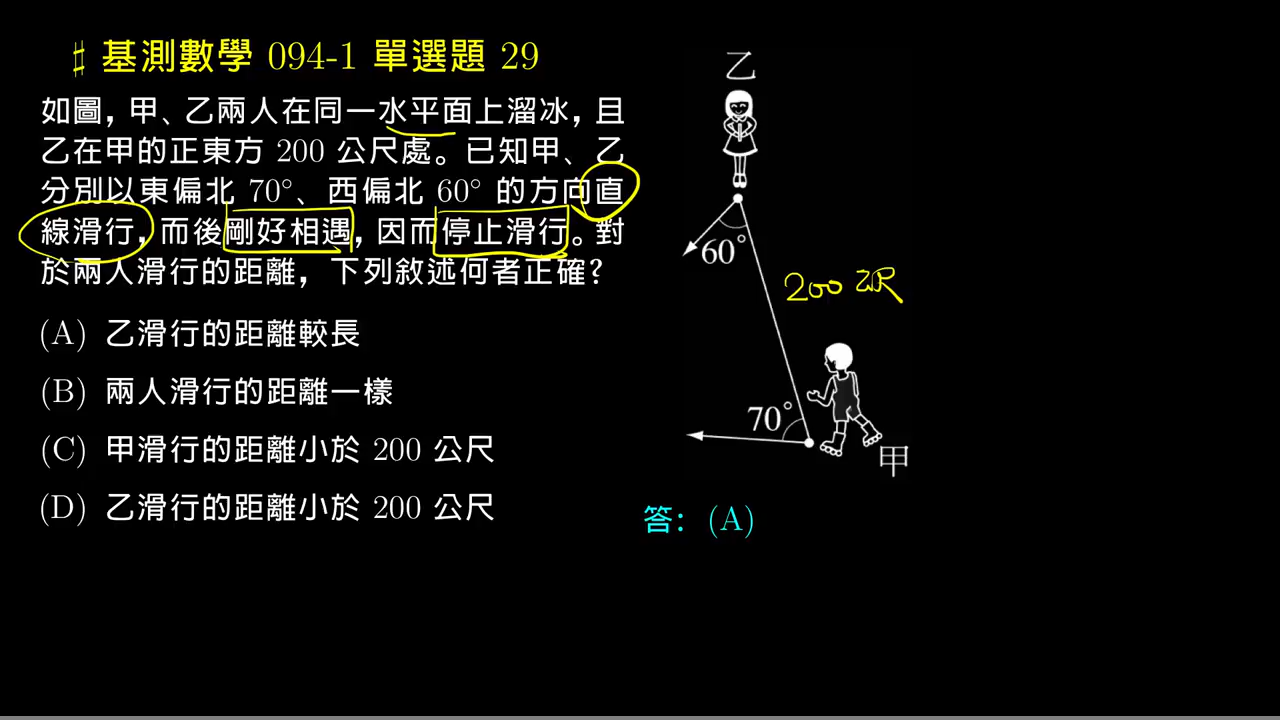 ♯ 基測數學 094-1 單選題 29
如圖，甲、乙兩人在同一水平面上溜冰，且
乙在甲的正東方 200 公尺處。已知甲、乙
分別以東偏北 70°、西偏北 60° 的方向直
線滑行，而後剛好相遇，因而停止滑行。對
於兩人滑行的距離，下列敘述何者正確？
(A) 乙滑行的距離較長
(B) 兩人滑行的距離一樣
(C) 甲滑行的距離小於 200 公尺
(D) 乙滑行的距離小於 200 公尺
乙
60°
200 公尺
70°
甲
答：(A)